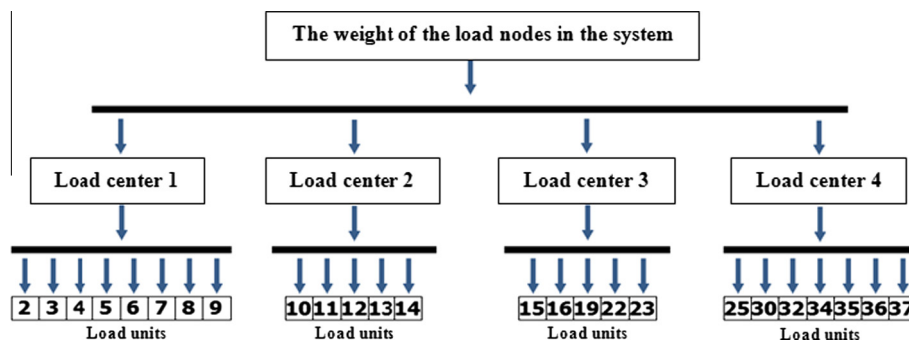 The weight of the load nodes in the system
Load center 1
Load center 2
Load center 3
Load center 4
2 3 4 5 6 7 8 9
10 11 12 13 14
15 16 19 22 23
25 30 32 34 35 36 37
Load units
Load units
Load units
Load units